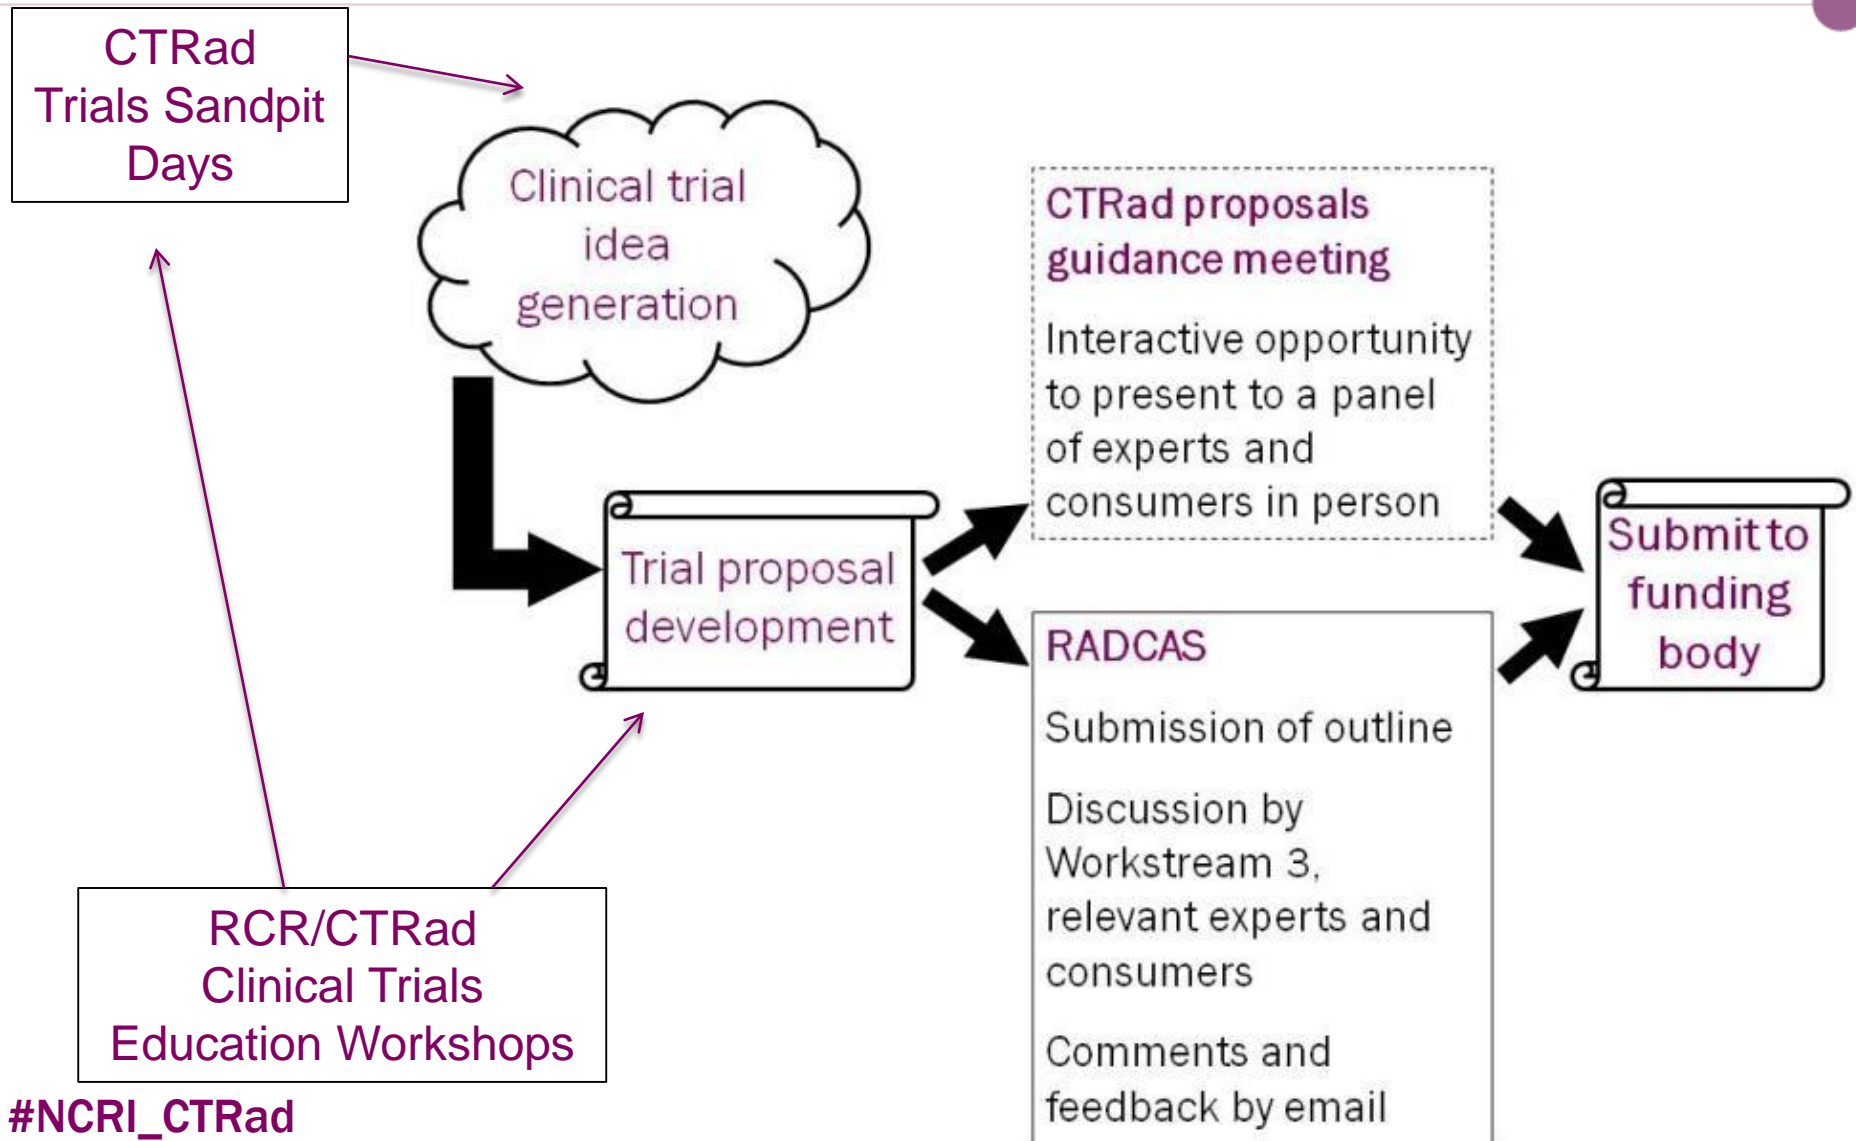 CTRad
Trials Sandpit
Days
Clinical trial
idea
generation
CTRad proposals
guidance meeting
Interactive opportunity
to present to a panel
of experts and
consumers in person
Trial proposal
development
Submit to
funding
body
RADCAS
Submission of outline
Discussion by
Workstream 3,
relevant experts and
consumers
Comments and
feedback by email
RCR/CTRad
Clinical Trials
Education Workshops
#NCRI_CTRad